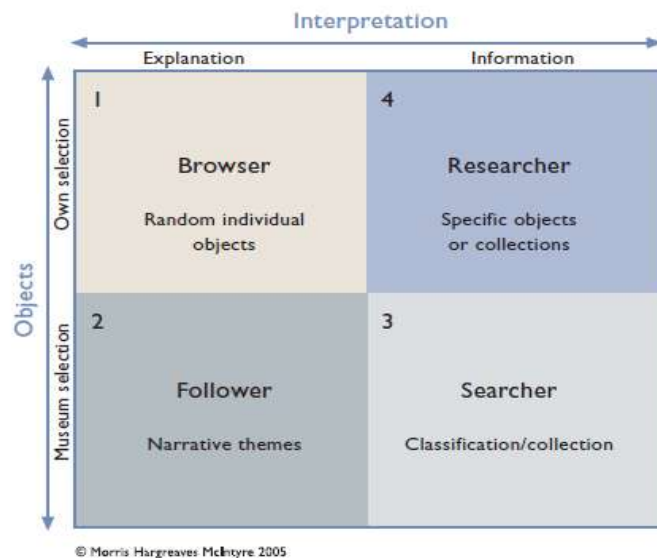 Interpretation
Explanation
Information
Objects
Own selection
Museum selection
1
Browser
Random individual
objects
4
Researcher
Specific objects
or collections
2
Follower
Narrative themes
3
Searcher
Classification/collection
© Morris Hargreaves McIntyre 2005